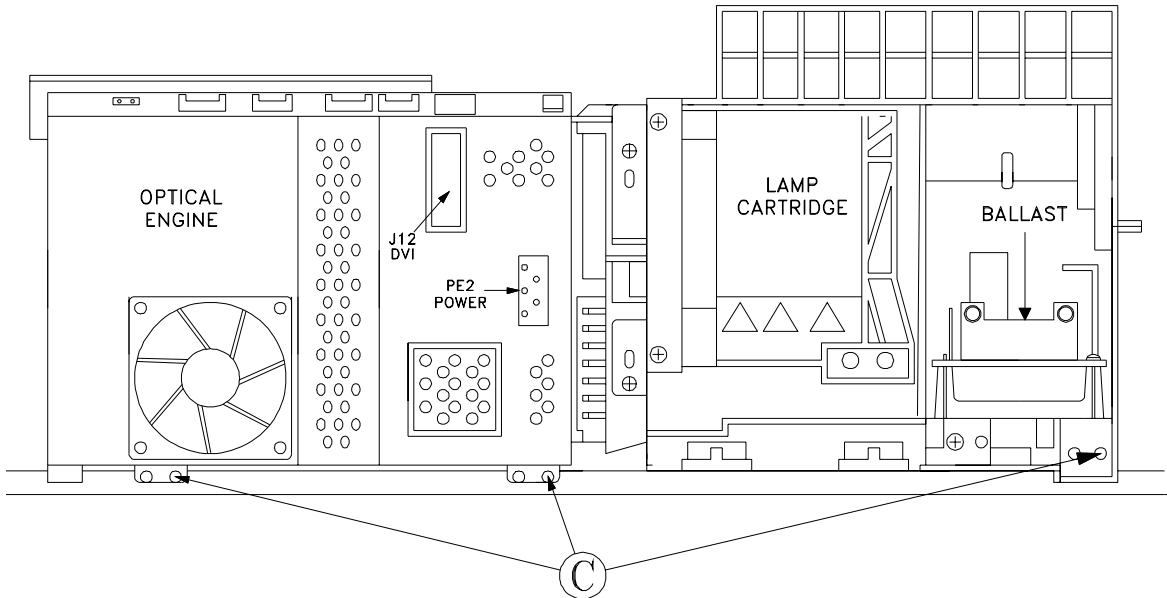 OPTICAL
ENGINE
J12
DVI
PE2
POWER
LAMP
CARTRIDGE
BALLAST
C